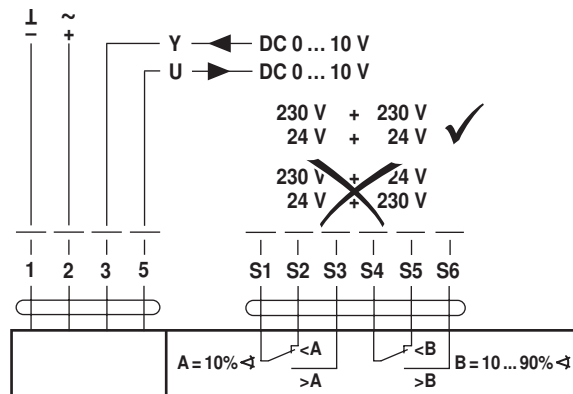 ⊥ ~
– +
Y DC 0 ... 10 V
U DC 0 ... 10 V
230 V + 230 V
24 V + 24 V
230 V + 24 V
24 V + 230 V
1 2 3 5 S1 S2 S3 S4 S5 S6
A = 10% <A >A <B >B B = 10 ... 90%